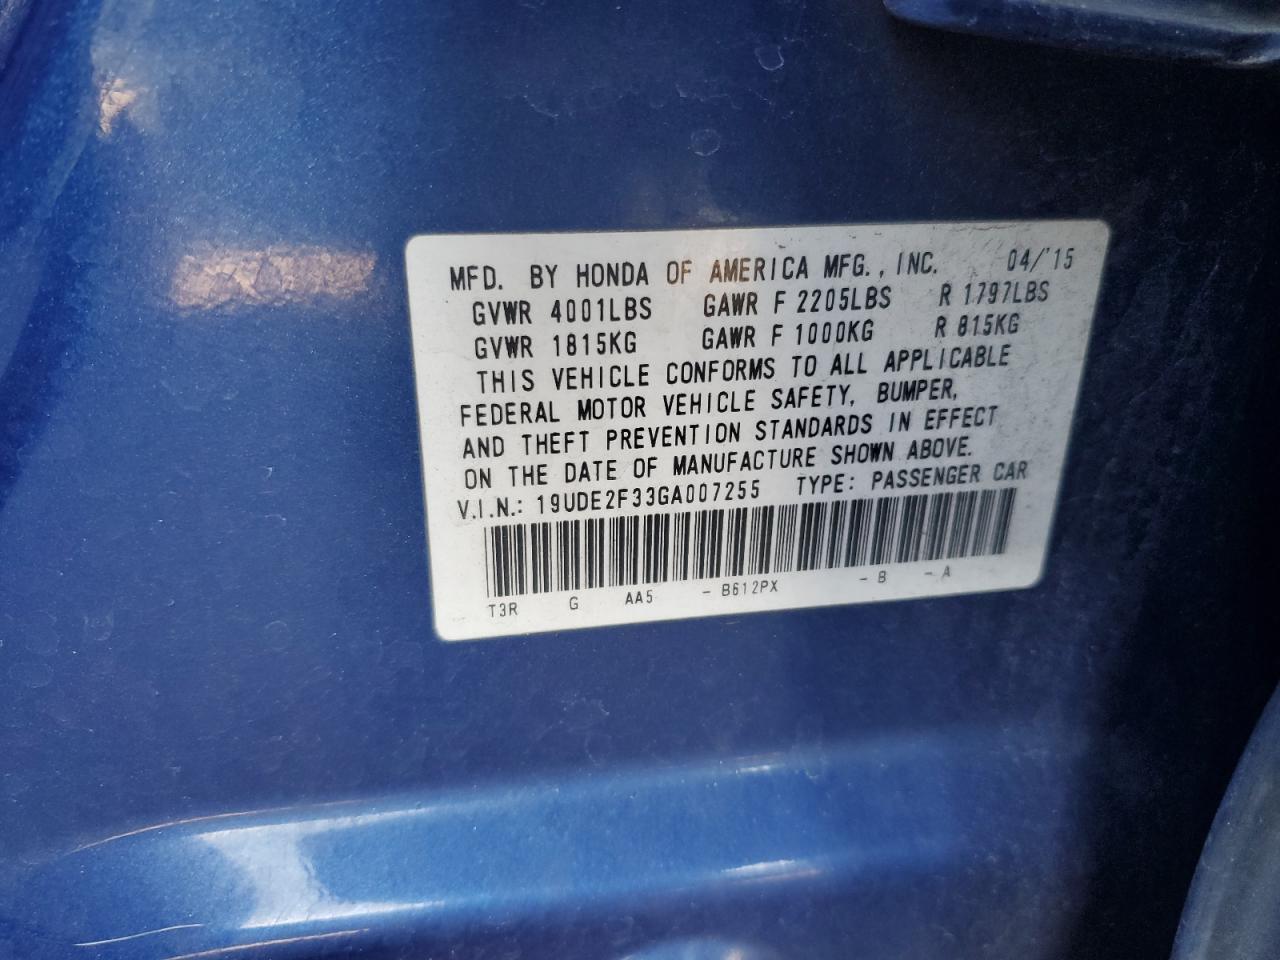 MFD. BY HONDA OF AMERICA MFG., INC. 04/'15
GVWR 4001LBS GAWR F 2205LBS R 1797LBS
GVWR 1815KG GAWR F 1000KG R 815KG
THIS VEHICLE CONFORMS TO ALL APPLICABLE
FEDERAL MOTOR VEHICLE SAFETY, BUMPER,
AND THEFT PREVENTION STANDARDS IN EFFECT
ON THE DATE OF MANUFACTURE SHOWN ABOVE.
V.I.N.: 19UDE2F33GA007255 TYPE: PASSENGER CAR
T3R G AA5 - B612PX - B - A